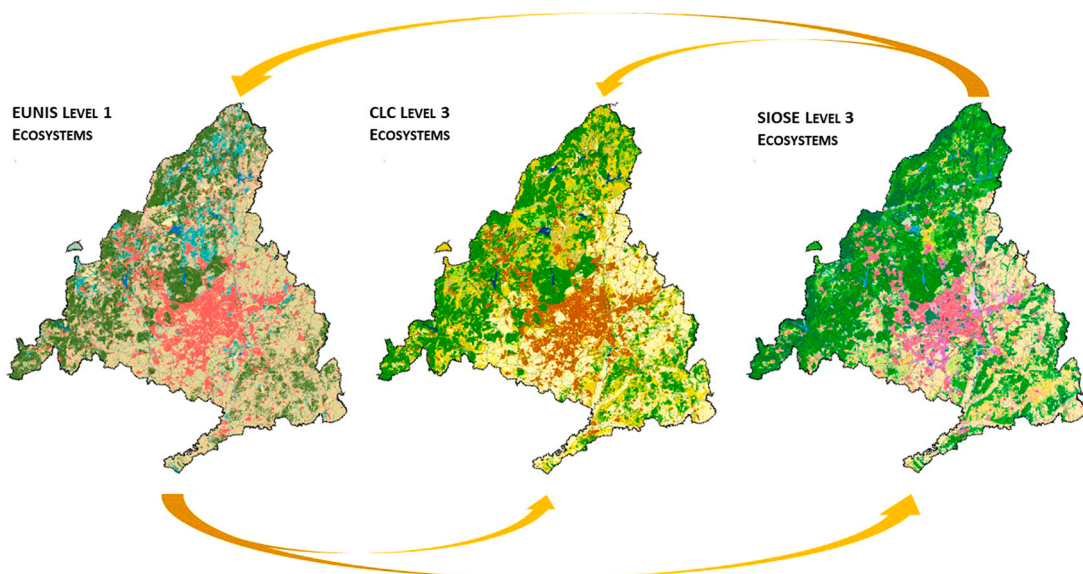 EUNIS LEVEL 1
ECOSYSTEMS
CLC LEVEL 3
ECOSYSTEMS
SIOSE LEVEL 3
ECOSYSTEMS